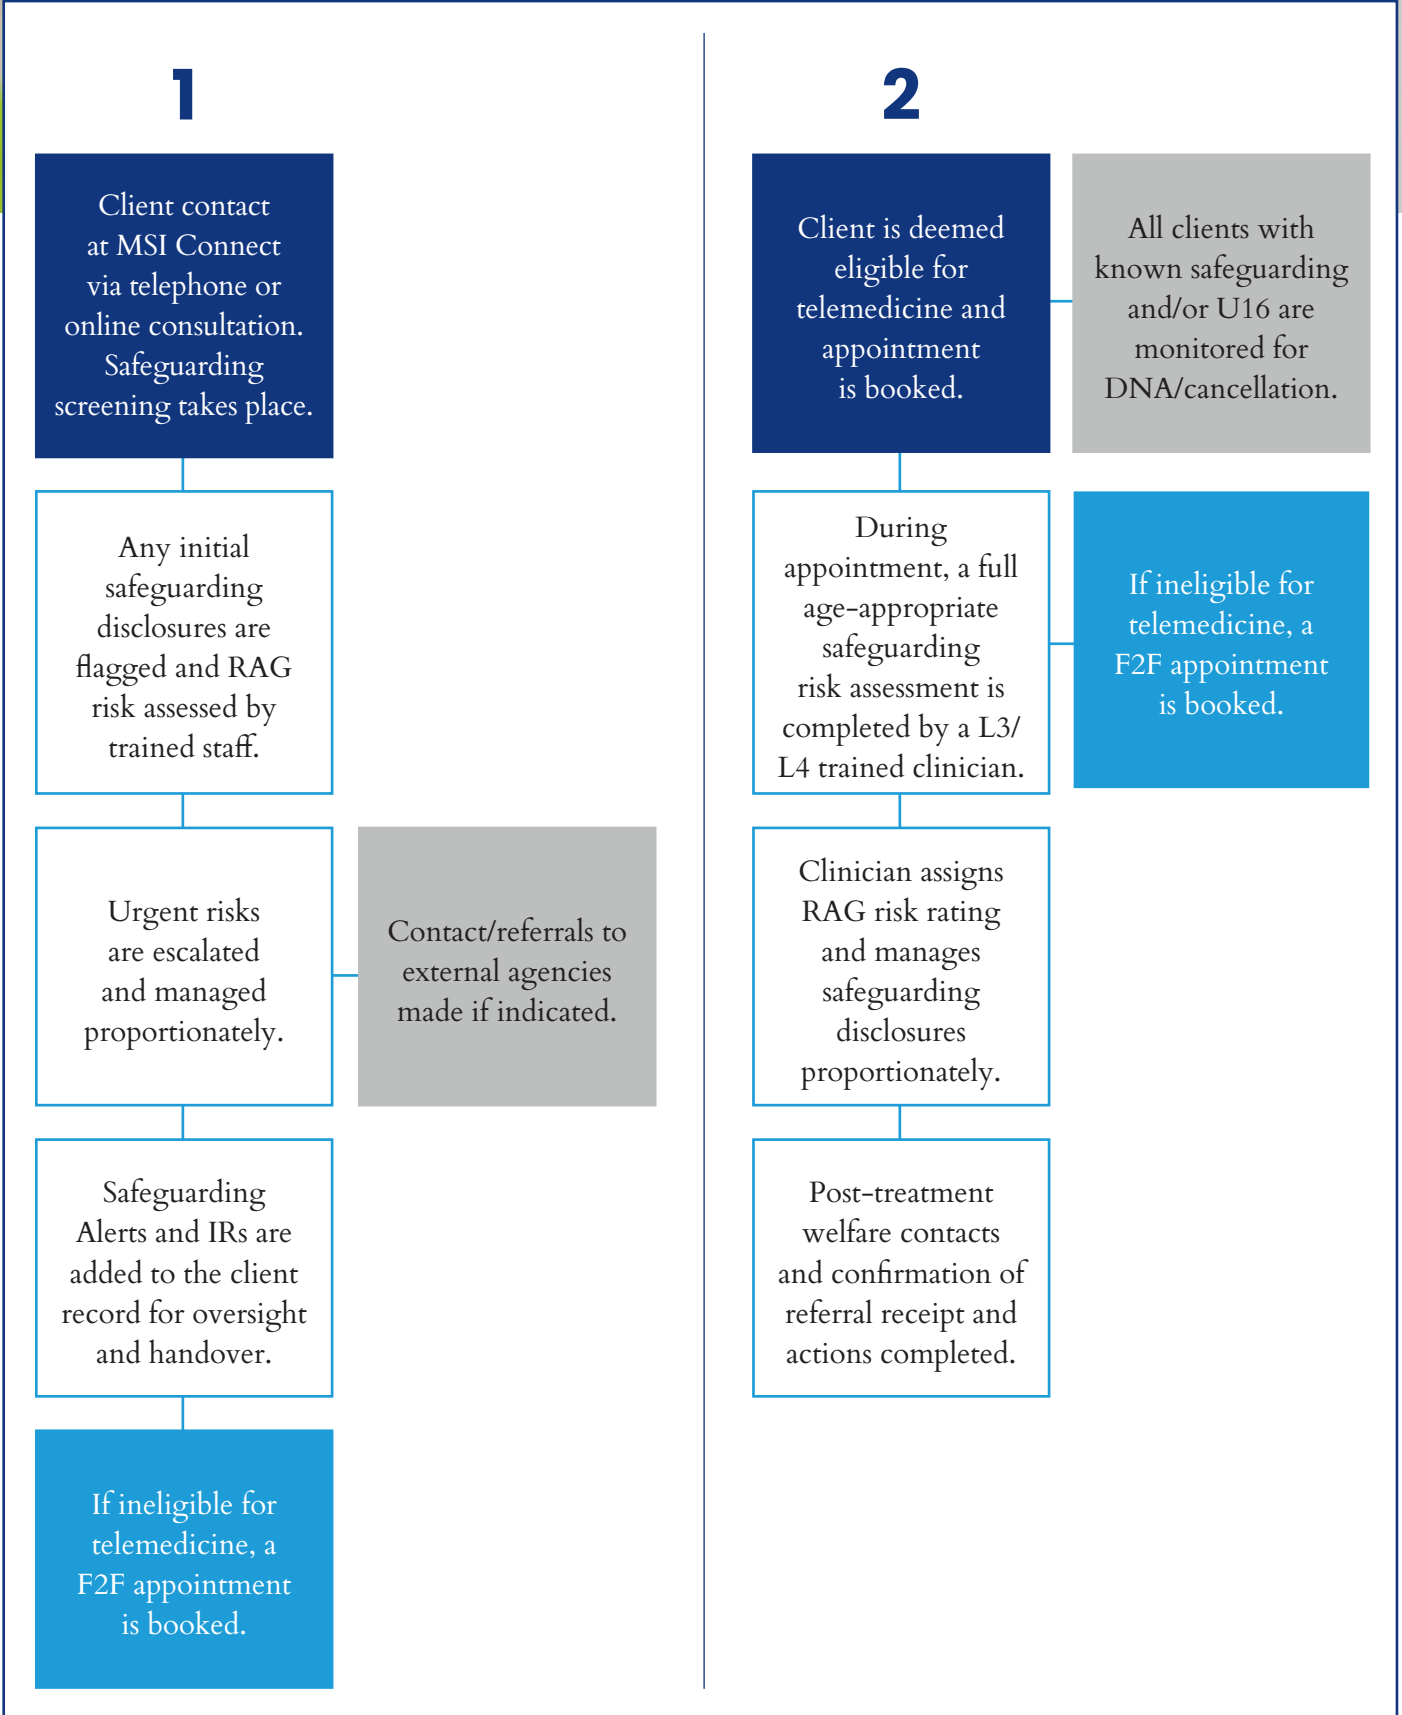 1
Client contact
at MSI Connect
via telephone or
online consultation.
Safeguarding
screening takes place.
Any initial
safeguarding
disclosures are
flagged and RAG
risk assessed by
trained staff.
Urgent risks
are escalated
and managed
proportionately.
Contact/referrals to
external agencies
made if indicated.
Safeguarding
Alerts and IRs are
added to the client
record for oversight
and handover.
If ineligible for
telemedicine, a
F2F appointment
is booked.
2
Client is deemed
eligible for
telemedicine and
appointment
is booked.
All clients with
known safeguarding
and/or U16 are
monitored for
DNA/cancellation.
During
appointment, a full
age-appropriate
safeguarding
risk assessment is
completed by a L3/
L4 trained clinician.
If ineligible for
telemedicine, a
F2F appointment
is booked.
Clinician assigns
RAG risk rating
and manages
safeguarding
disclosures
proportionately.
Post-treatment
welfare contacts
and confirmation of
referral receipt and
actions completed.